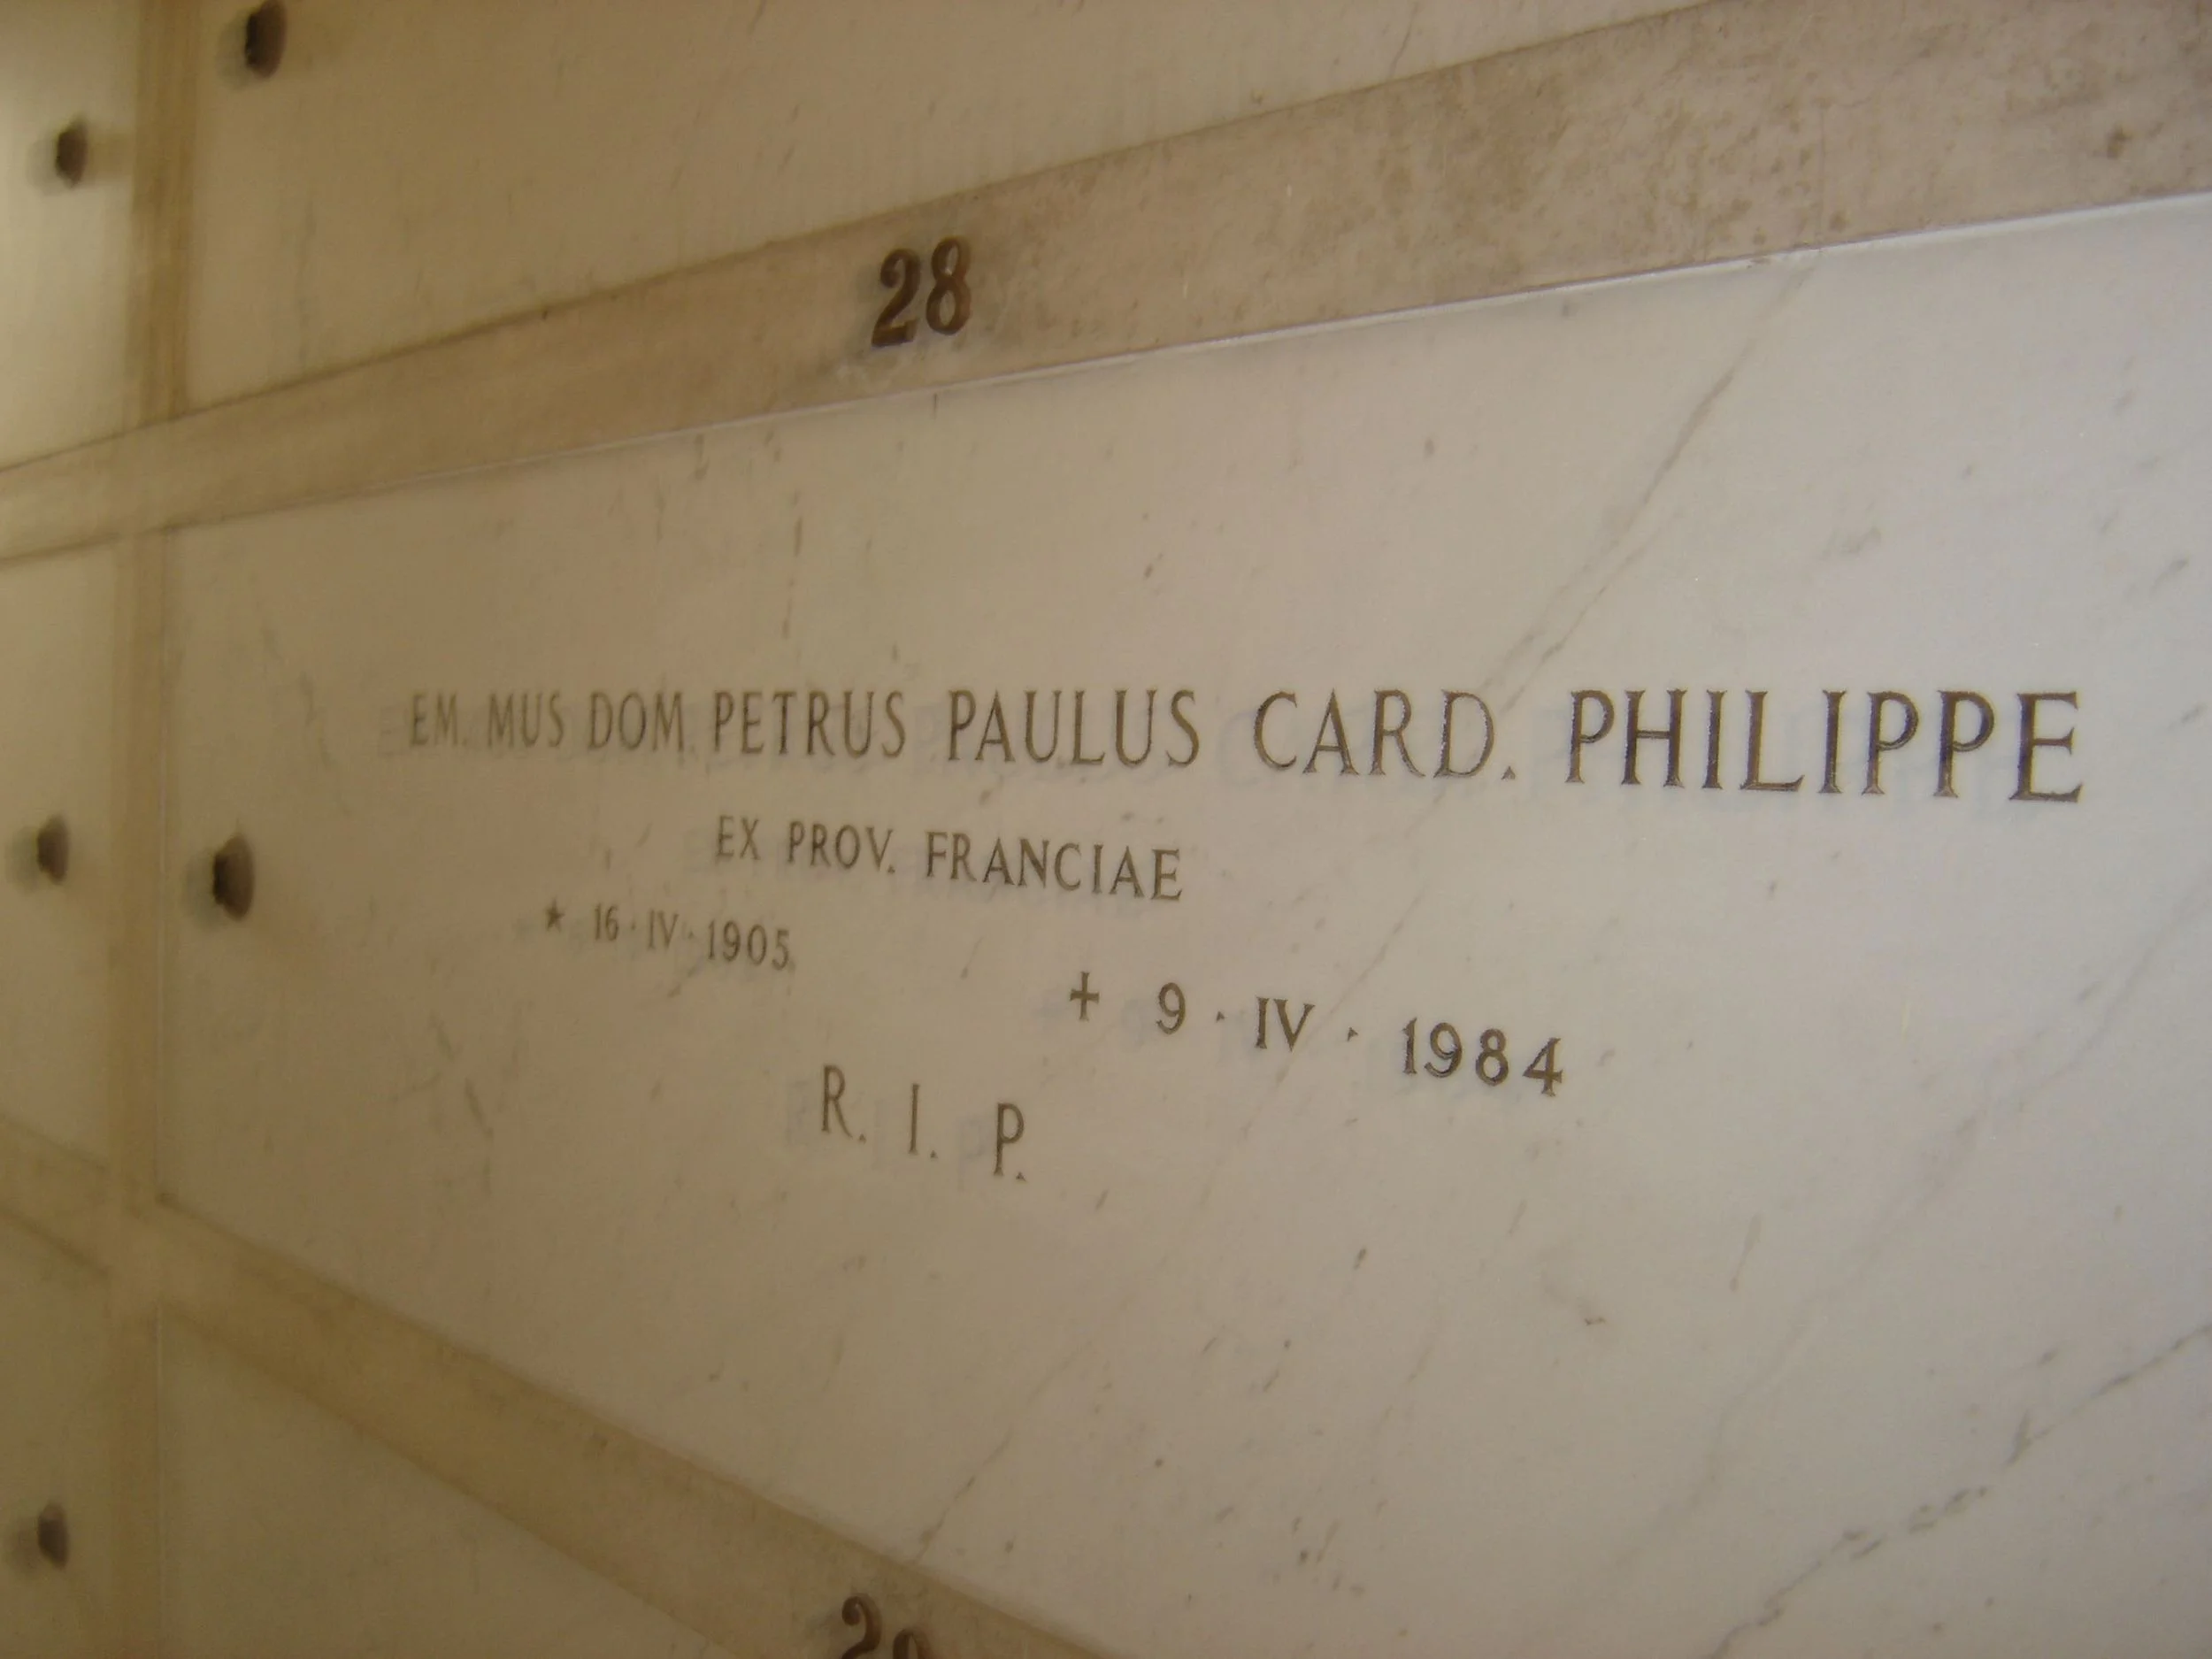 28
EM. MUS DOM. PETRUS PAULUS CARD. PHILIPPE
EX PROV. FRANCIAE
* 16 · IV · 1905
+ 9 · IV · 1984
R. I. P.